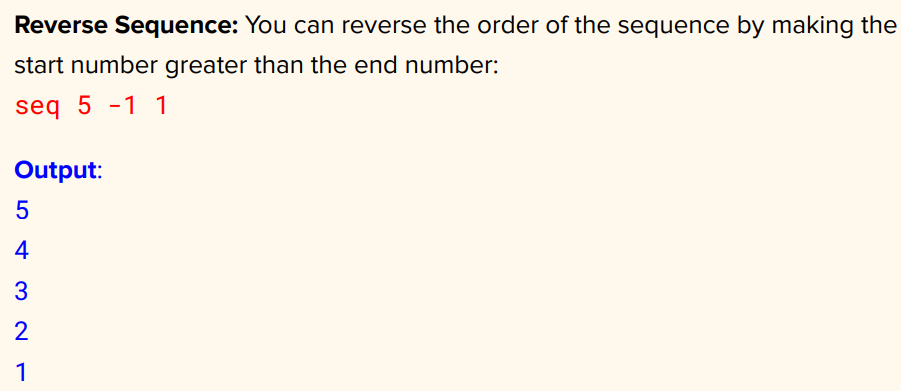 Reverse Sequence: You can reverse the order of the sequence by making the
start number greater than the end number:
seq 5 -1 1
Output:
5
4
3
2
1